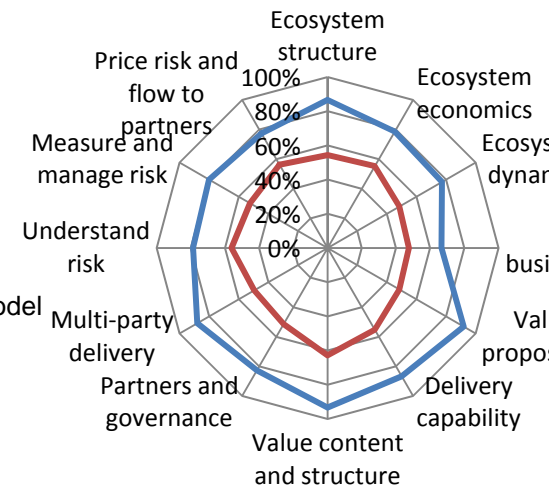 Ecosystem
structure
Price risk and
flow to
partners
100%
80%
60%
40%
20%
0%
Ecosystem
economics
Measure and
manage risk
Understand
risk
Multi-party
delivery
Partners and
governance
Value content
and structure
Delivery
capability